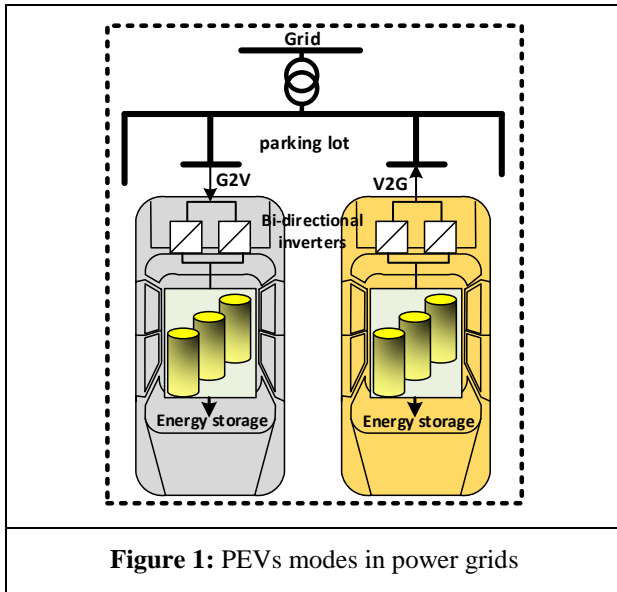 Grid
parking lot
G2V
V2G
Bi-directional
inverters
Energy storage
Energy storage
Figure 1: PEVs modes in power grids